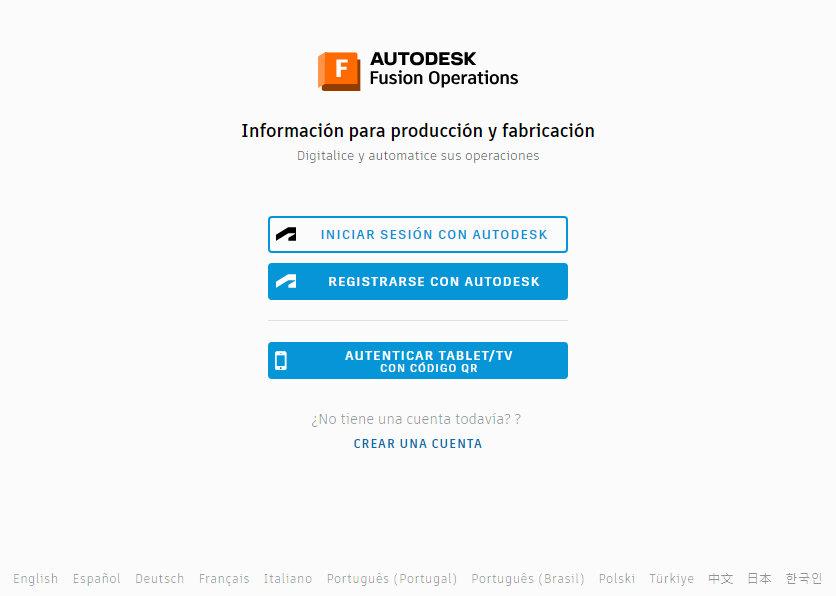 F
AUTODESK
Fusion Operations
Información para producción y fabricación
Digitalice y automatice sus operaciones
INICIAR SESIÓN CON AUTODESK
REGISTRARSE CON AUTODESK
AUTENTICAR TABLET/TV
CON CÓDIGO QR
¿No tiene una cuenta todavía? ?
CREAR UNA CUENTA
English Español Deutsch Français Italiano Português (Portugal) Português (Brasil) Polski Türkiye 中文 日本 한국인